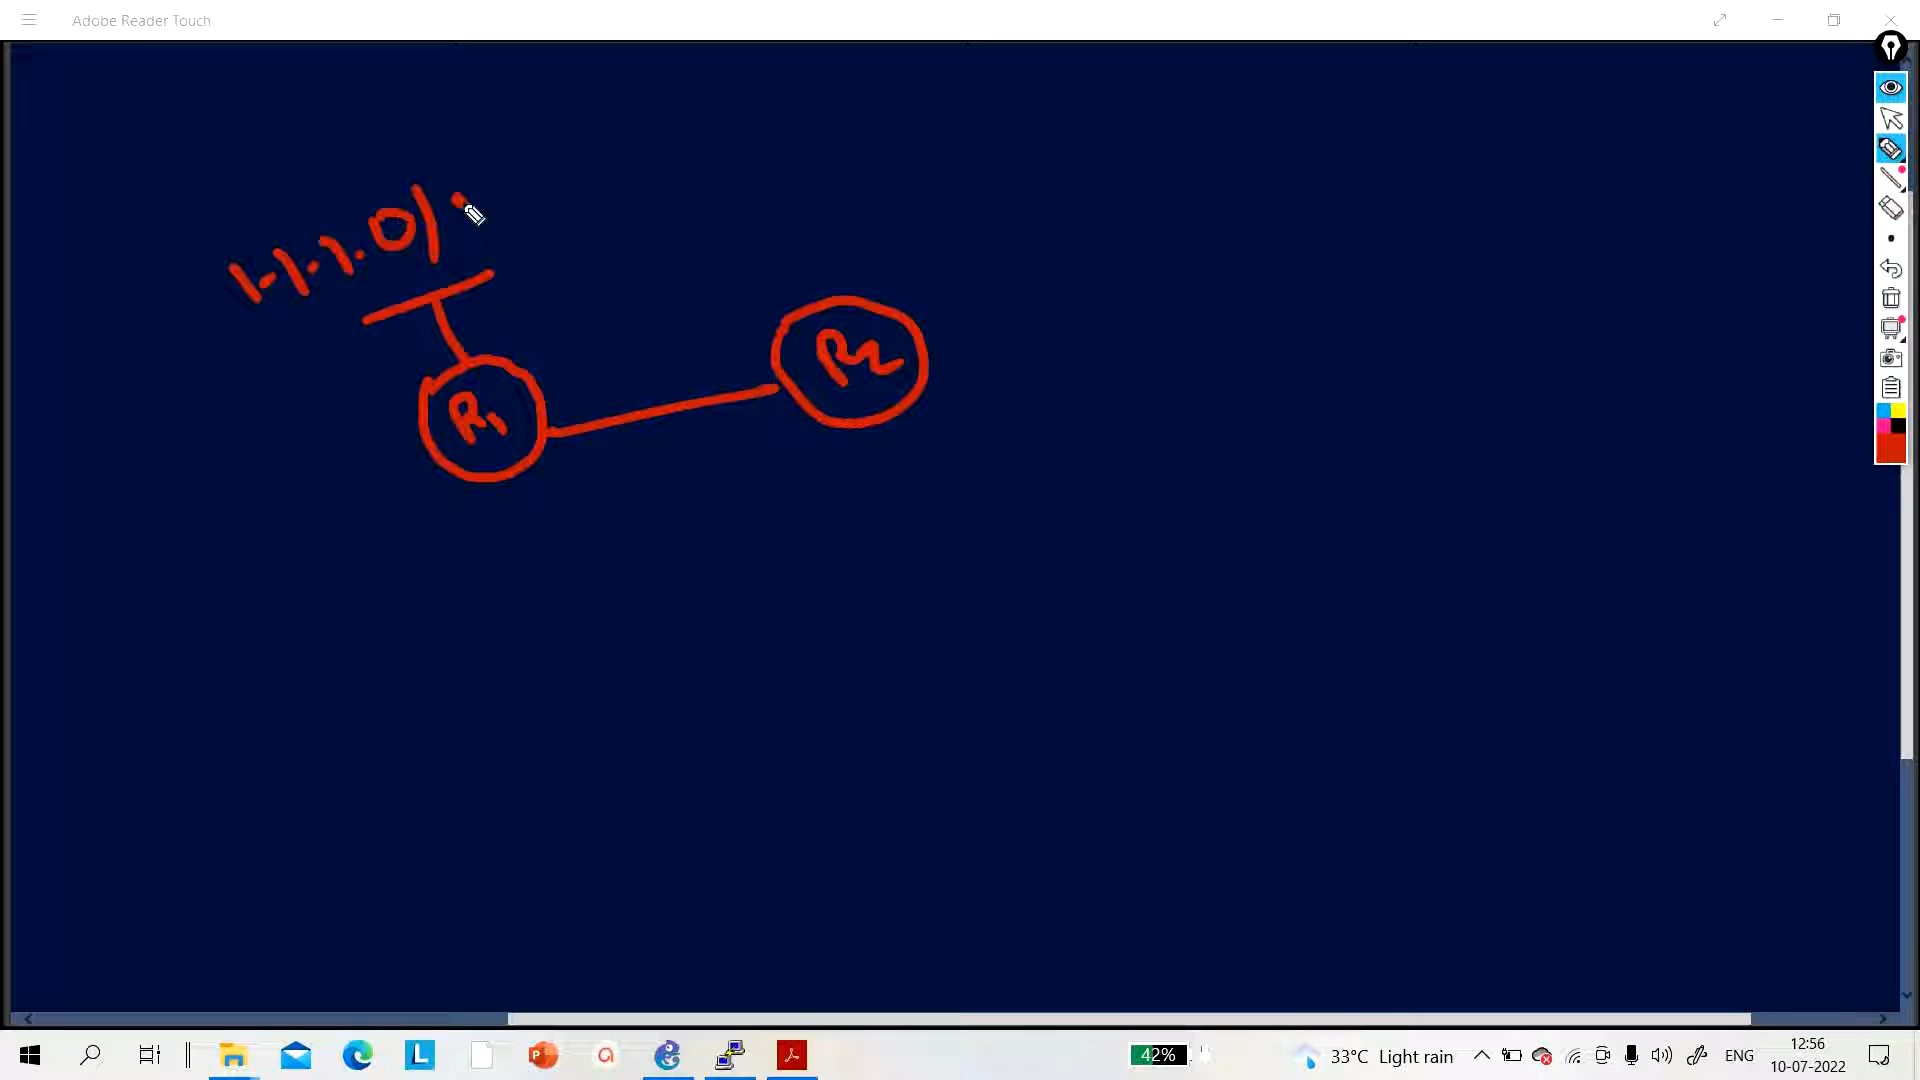 Adobe Reader Touch
1.1.1.0/
R1
R2
42%
33°C Light rain
ENG
12:56
10-07-2022